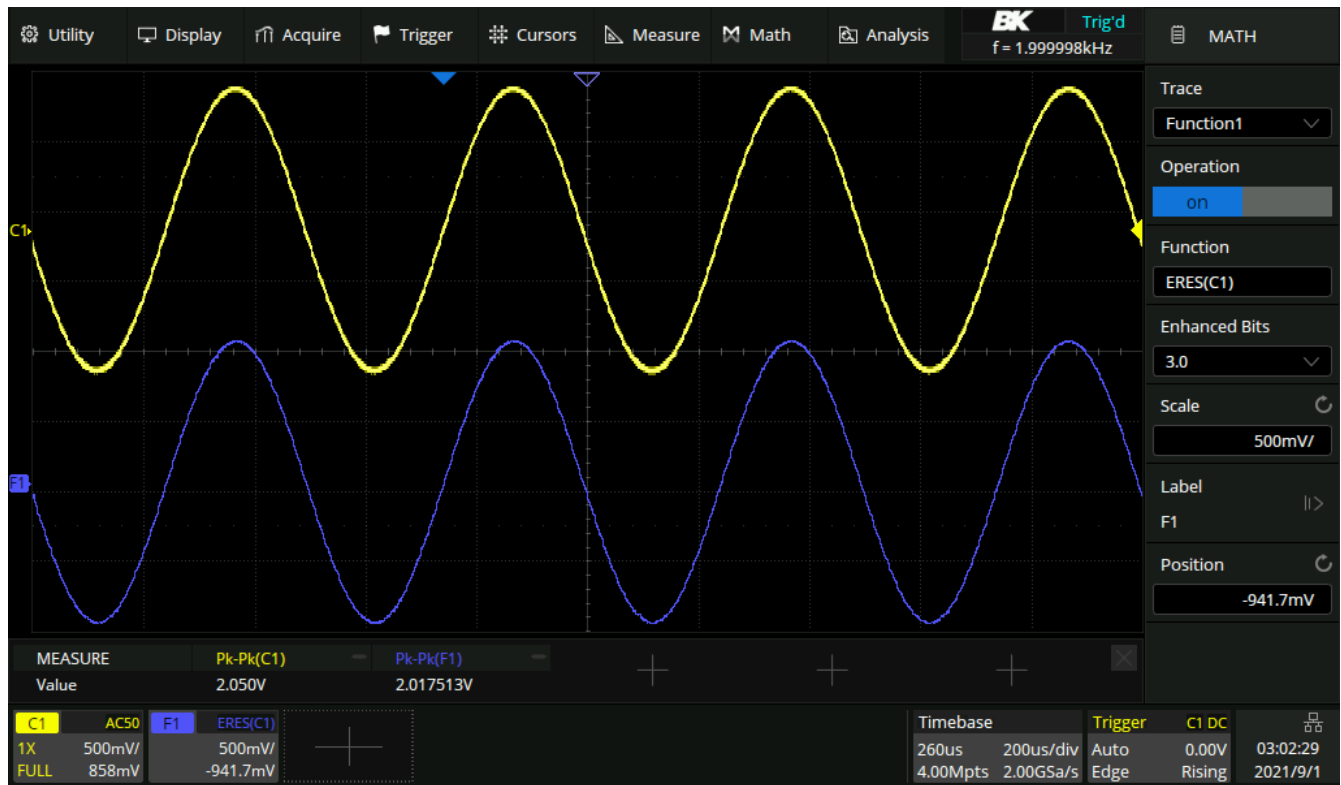 Utility Display Acquire Trigger Cursors Measure Math Analysis
BK Trig'd
f = 1.999998kHz
MATH
Trace
Function1
Operation
on
Function
ERES(C1)
Enhanced Bits
3.0
Scale
500mV/
Label
F1
Position
-941.7mV
C1
F1
MEASURE Pk-Pk(C1) Pk-Pk(F1)
Value 2.050V 2.017513V
C1 AC50
1X 500mV/
FULL 858mV
F1 ERES(C1)
500mV/
-941.7mV
Timebase
260us 200us/div
4.00Mpts 2.00GSa/s
Trigger C1 DC
Auto 0.00V
Edge Rising
03:02:29
2021/9/1